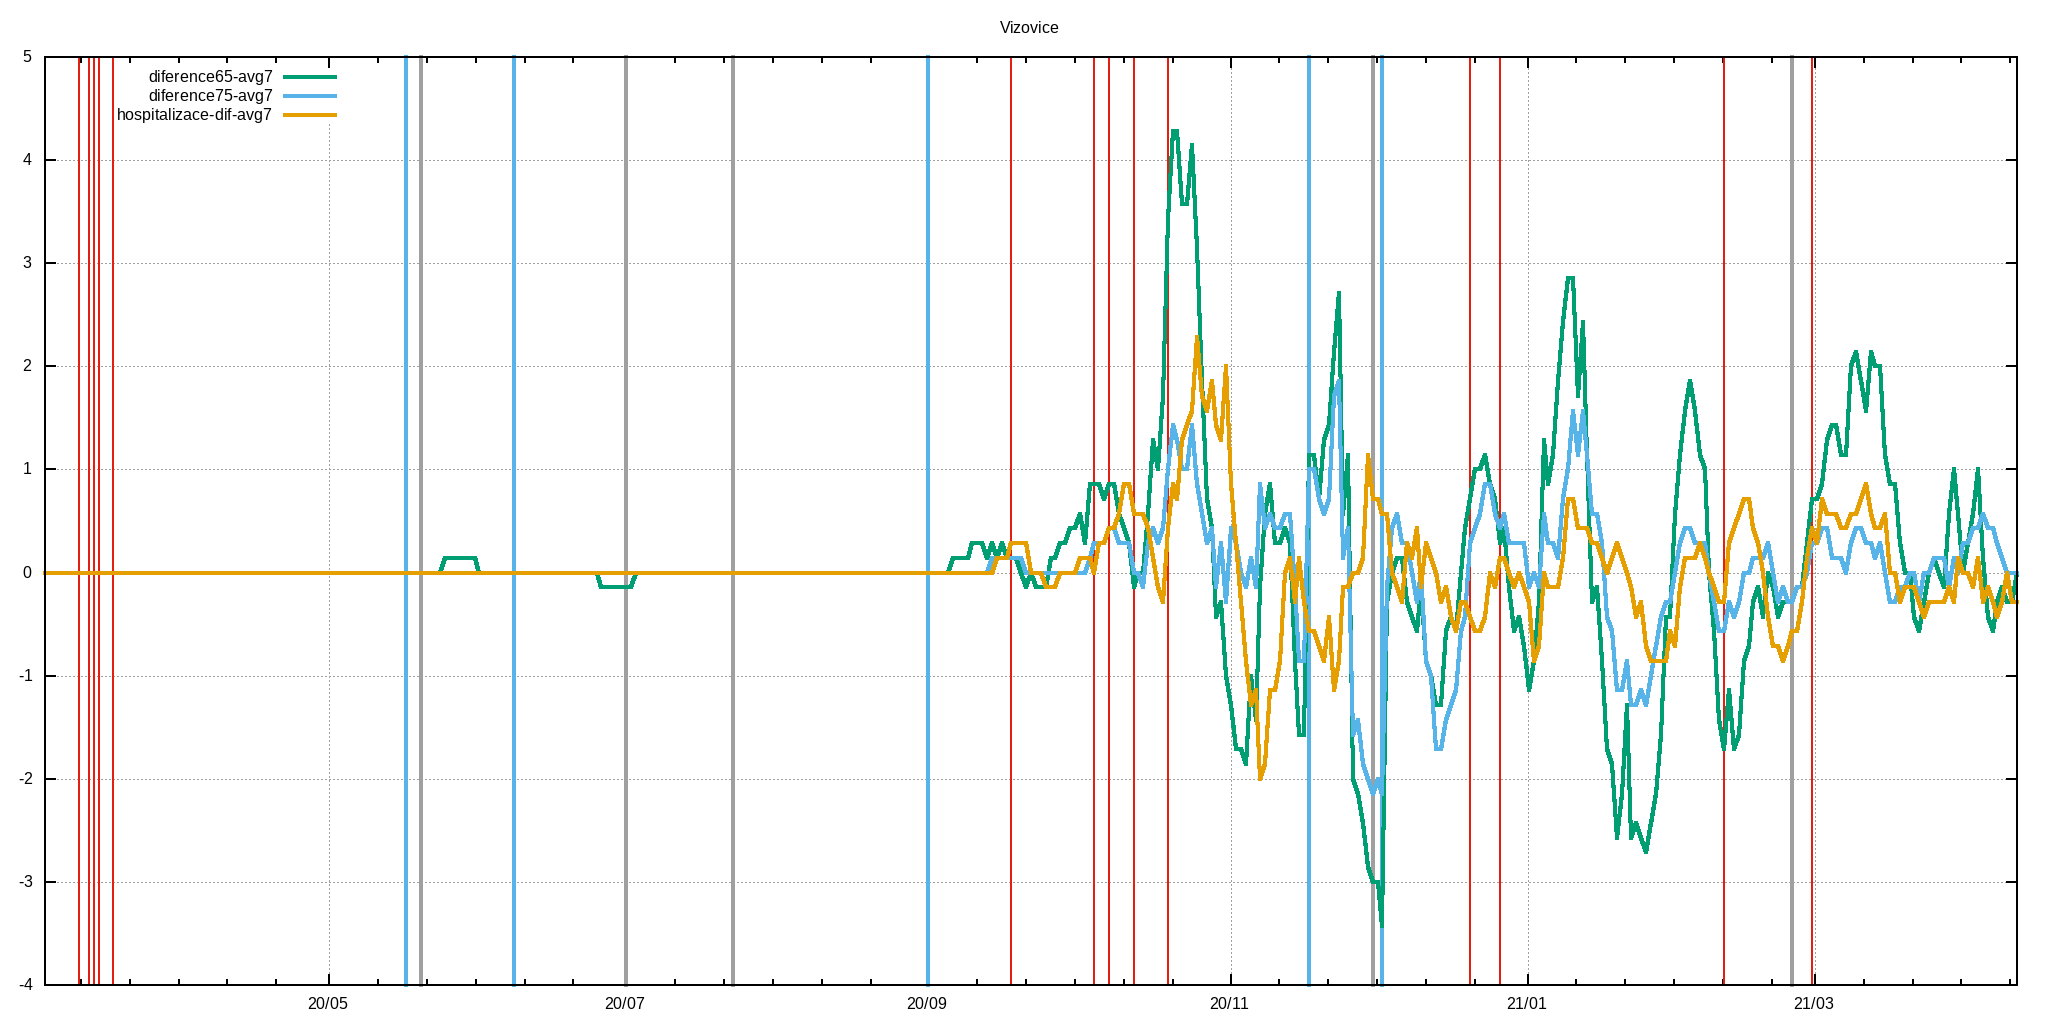 Vizovice
diference65-avg7
diference75-avg7
hospitalizace-dif-avg7
5
4
3
2
1
0
-1
-2
-3
-4
20/05 20/07 20/09 20/11 21/01 21/03